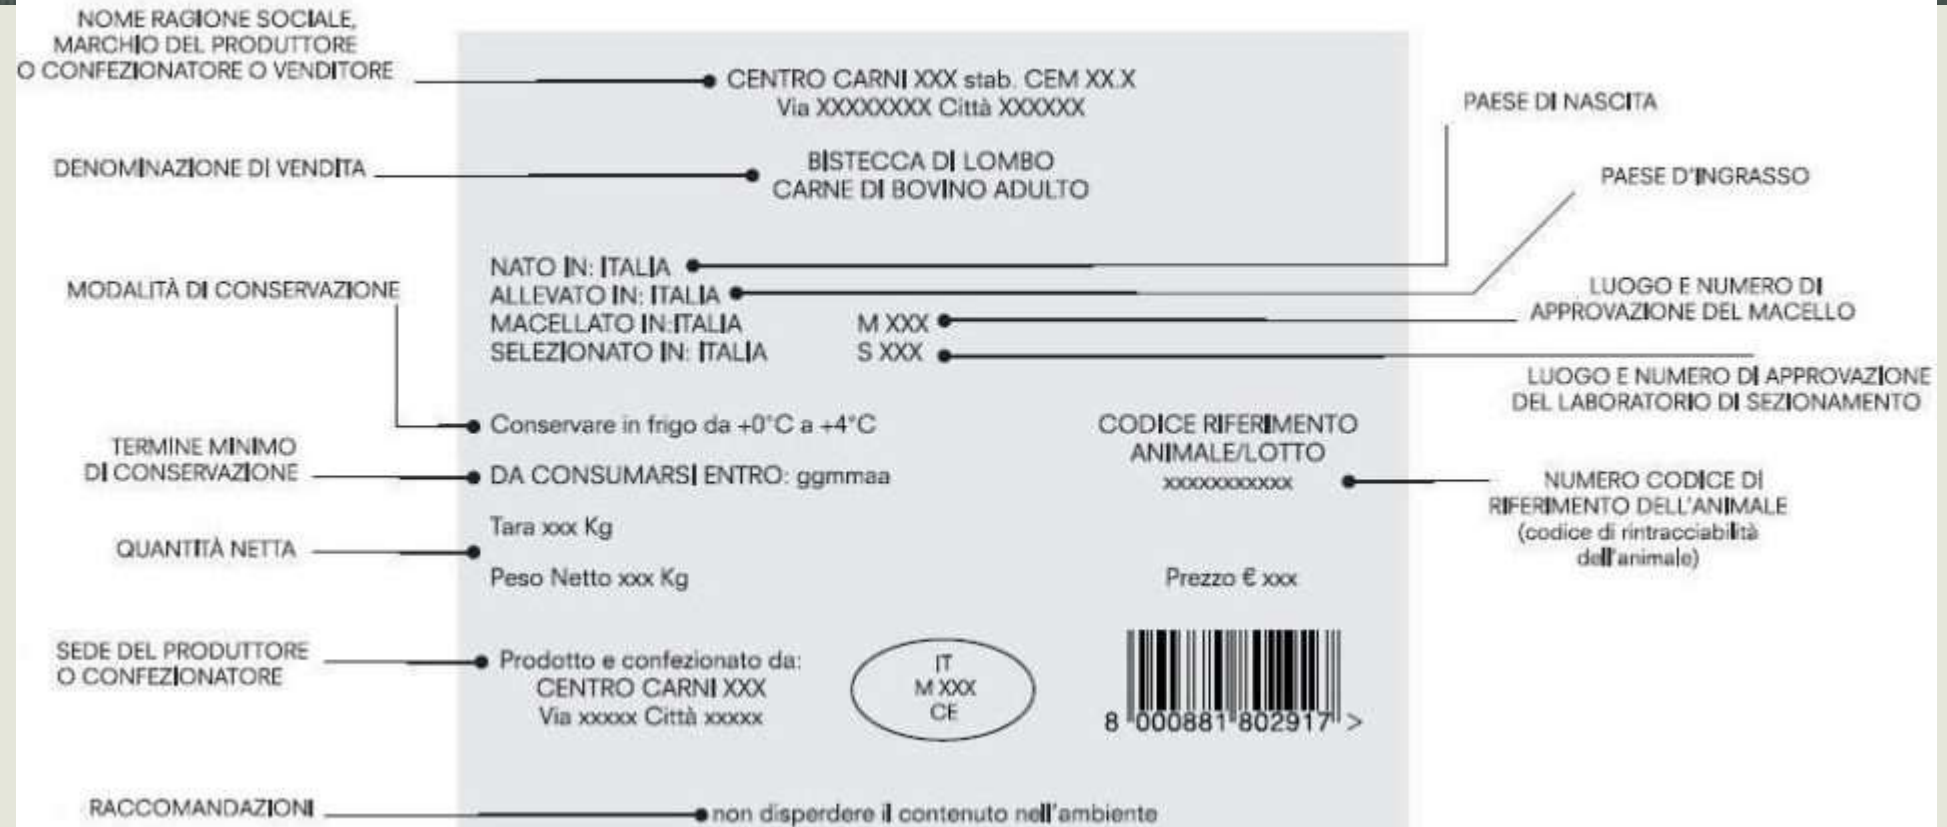 NOME RAGIONE SOCIALE,
MARCHIO DEL PRODUTTORE
O CONFEZIONATORE O VENDITORE
CENTRO CARNI XXX stab. CEM XX.X
Via XXXXXXXX Città XXXXXX
PAESE DI NASCITA
DENOMINAZIONE DI VENDITA
BISTECCA DI LOMBO
CARNE DI BOVINO ADULTO
PAESE D'INGRASSO
MODALITÀ DI CONSERVAZIONE
NATO IN: ITALIA
ALLEVATO IN: ITALIA
MACELLATO IN:ITALIA M XXX
SELEZIONATO IN: ITALIA S XXX
LUOGO E NUMERO DI
APPROVAZIONE DEL MACELLO
LUOGO E NUMERO DI APPROVAZIONE
DEL LABORATORIO DI SEZIONAMENTO
Conservare in frigo da +0°C a +4°C
TERMINE MINIMO
DI CONSERVAZIONE
DA CONSUMARSI ENTRO: ggmmaa
CODICE RIFERIMENTO
ANIMALE/LOTTO
xxxxxxxxxxx
NUMERO CODICE DI
RIFERIMENTO DELL'ANIMALE
(codice di rintracciabilità
dell'animale)
QUANTITÀ NETTA
Tara xxx Kg
Peso Netto xxx Kg
Prezzo € xxx
SEDE DEL PRODUTTORE
O CONFEZIONATORE
Prodotto e confezionato da:
CENTRO CARNI XXX
Via xxxxx Città xxxxx
IT
M XXX
CE
8 000881 802917 >
RACCOMANDAZIONI
non disperdere il contenuto nell'ambiente